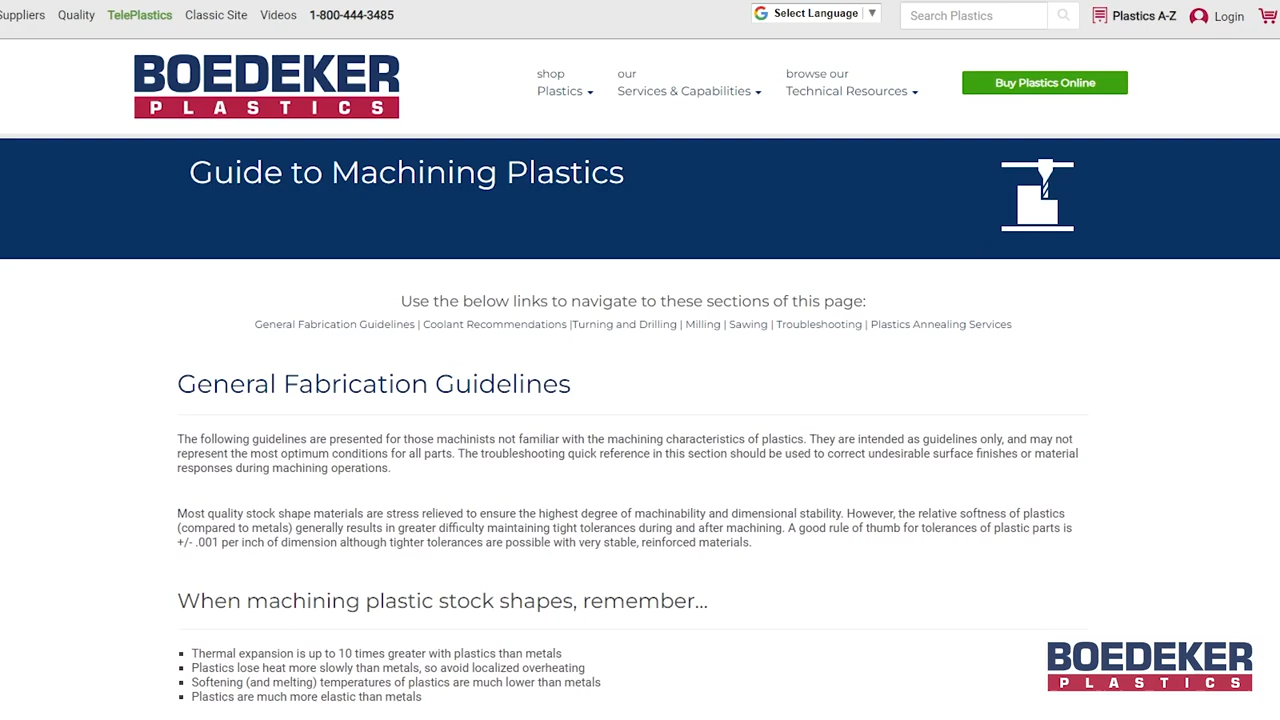 Suppliers Quality TelePlastics Classic Site Videos 1-800-444-3485 Select Language ▼ Search Plastics Plastics A-Z Login
BOEDEKER
PLASTICS
shop
Plastics
our
Services & Capabilities
browse our
Technical Resources
Buy Plastics Online
Guide to Machining Plastics
Use the below links to navigate to these sections of this page:
General Fabrication Guidelines | Coolant Recommendations |Turning and Drilling | Milling | Sawing | Troubleshooting | Plastics Annealing Services
General Fabrication Guidelines
The following guidelines are presented for those machinists not familiar with the machining characteristics of plastics. They are intended as guidelines only, and may not
represent the most optimum conditions for all parts. The troubleshooting quick reference in this section should be used to correct undesirable surface finishes or material
responses during machining operations.
Most quality stock shape materials are stress relieved to ensure the highest degree of machinability and dimensional stability. However, the relative softness of plastics
(compared to metals) generally results in greater difficulty maintaining tight tolerances during and after machining. A good rule of thumb for tolerances of plastic parts is
+/- .001 per inch of dimension although tighter tolerances are possible with very stable, reinforced materials.
When machining plastic stock shapes, remember...
Thermal expansion is up to 10 times greater with plastics than metals
Plastics lose heat more slowly than metals, so avoid localized overheating
Softening (and melting) temperatures of plastics are much lower than metals
Plastics are much more elastic than metals
BOEDEKER
PLASTICS